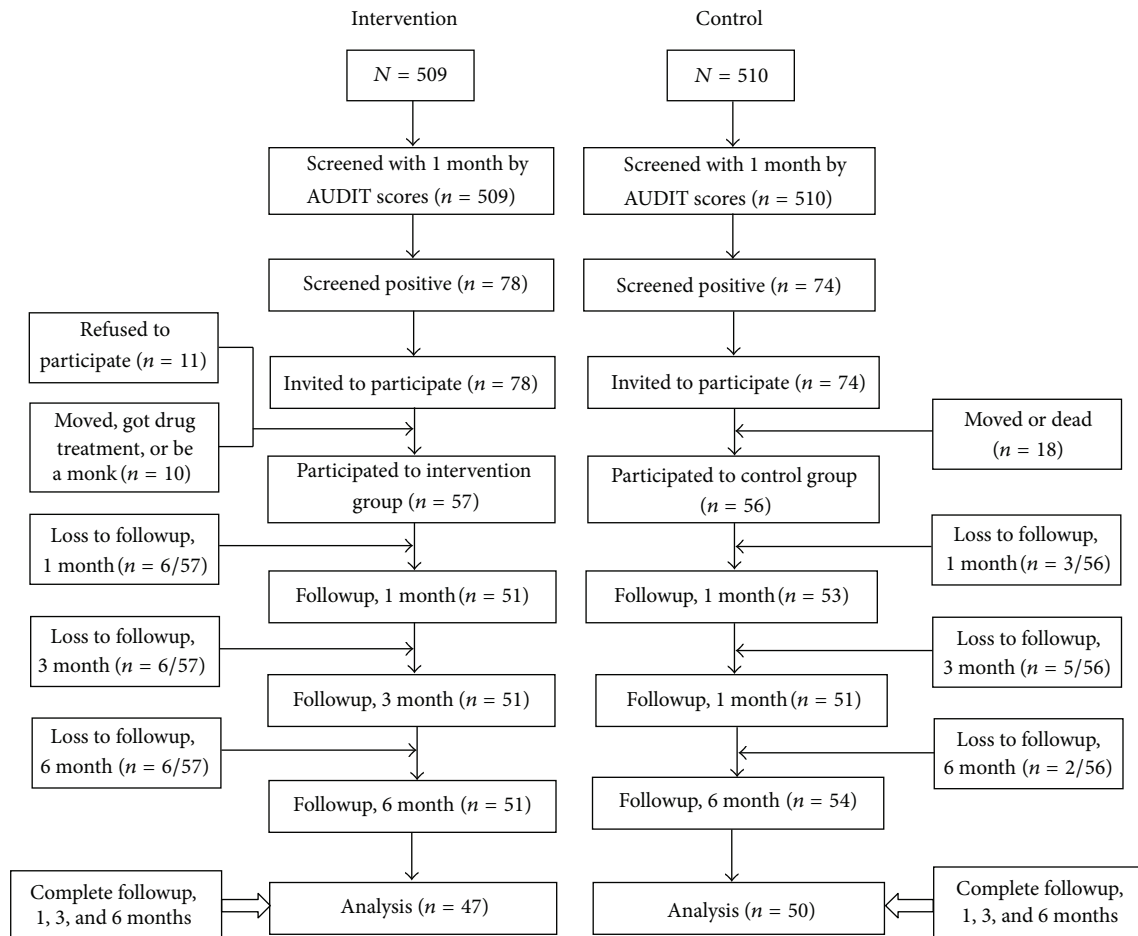 Intervention
Control
N = 509
N = 510
Screened with 1 month by
AUDIT scores (n = 509)
Screened with 1 month by
AUDIT scores (n = 510)
Screened positive (n = 78)
Screened positive (n = 74)
Refused to
participate (n = 11)
Invited to participate (n = 78)
Invited to participate (n = 74)
Moved, got drug
treatment, or be
a monk (n = 10)
Moved or dead
(n = 18)
Participated to intervention
group (n = 57)
Participated to control group
(n = 56)
Loss to followup,
1 month (n = 6/57)
Loss to followup,
1 month (n = 3/56)
Followup, 1 month (n = 51)
Followup, 1 month (n = 53)
Loss to followup,
3 month (n = 6/57)
Loss to followup,
3 month (n = 5/56)
Followup, 3 month (n = 51)
Followup, 1 month (n = 51)
Loss to followup,
6 month (n = 6/57)
Loss to followup,
6 month (n = 2/56)
Followup, 6 month (n = 51)
Followup, 6 month (n = 54)
Complete followup,
1, 3, and 6 months
Analysis (n = 47)
Analysis (n = 50)
Complete followup,
1, 3, and 6 months